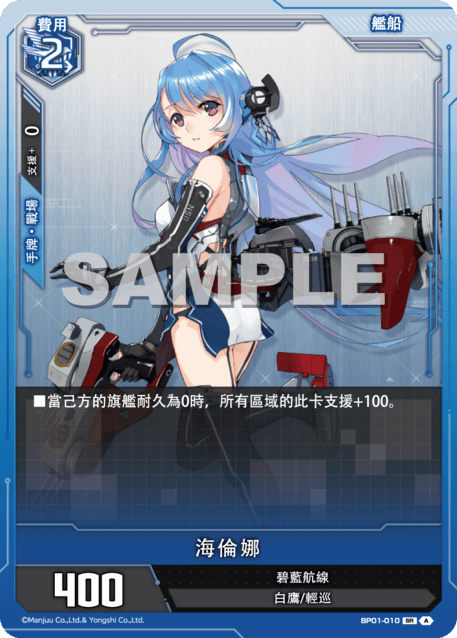 費用
2
艦船
支援+ 0
手牌・戰場
USN
SAMPLE
■當己方的旗艦耐久為0時，所有區域的此卡支援+100。
海倫娜
400
碧藍航線
白鷹/輕巡
©Manjuu Co.,Ltd.& Yongshi Co.,Ltd.
BP01-010 SR A